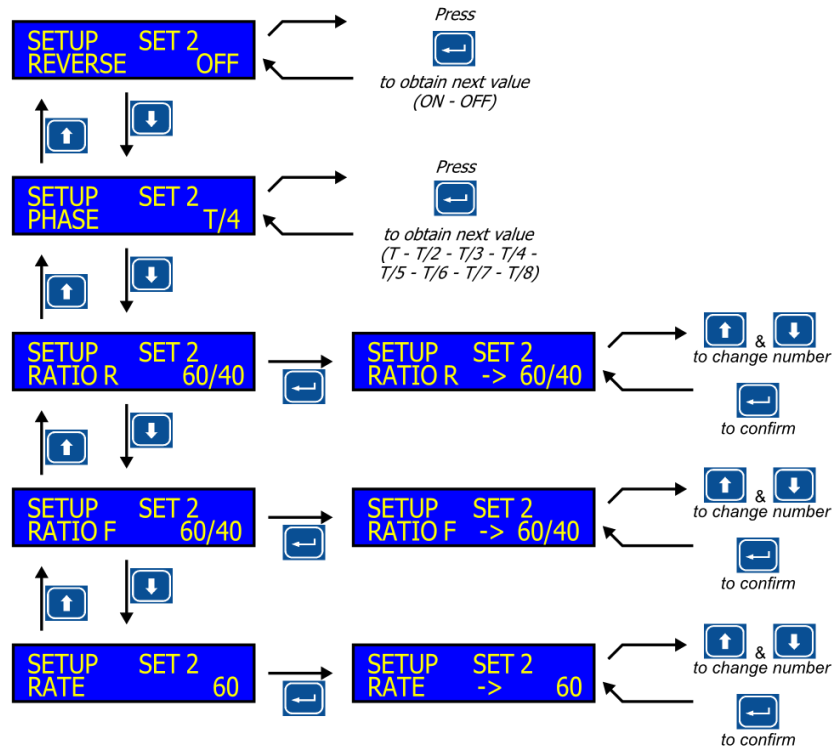 SETUP SET 2
REVERSE OFF
Press
to obtain next value
(ON - OFF)
SETUP SET 2
PHASE T/4
Press
to obtain next value
(T - T/2 - T/3 - T/4 -
T/5 - T/6 - T/7 - T/8)
SETUP SET 2
RATIO R 60/40
SETUP SET 2
RATIO R -> 60/40
&
to change number
to confirm
SETUP SET 2
RATIO F 60/40
SETUP SET 2
RATIO F -> 60/40
&
to change number
to confirm
SETUP SET 2
RATE 60
SETUP SET 2
RATE -> 60
&
to change number
to confirm